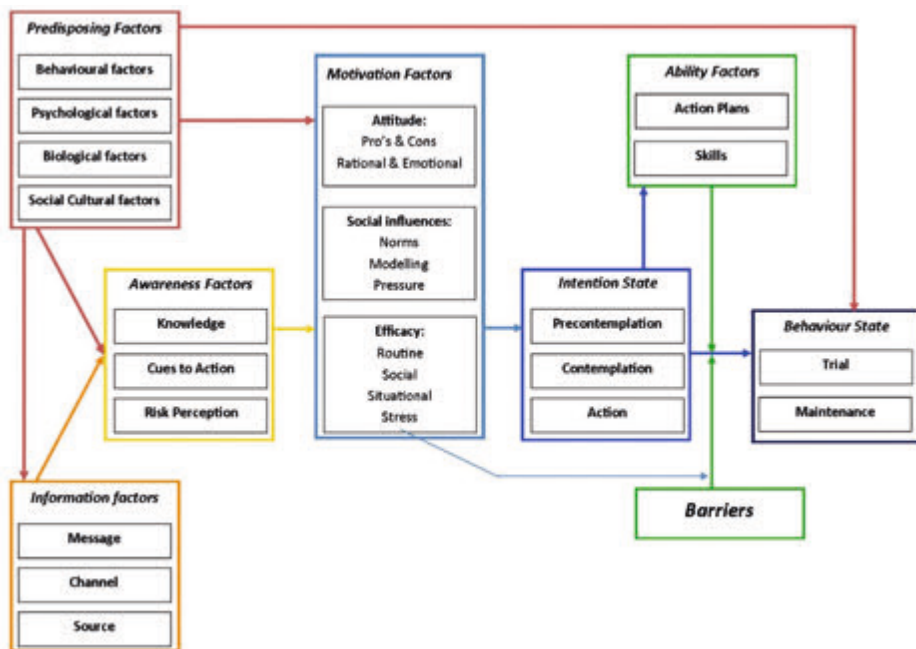 Predisposing Factors
Behavioural factors
Psychological factors
Biological factors
Social Cultural factors
Motivation Factors
Attitude:
Pro's & Cons
Rational & Emotional
Social influences:
Norms
Modelling
Pressure
Efficacy:
Routine
Social
Situational
Stress
Ability Factors
Action Plans
Skills
Awareness Factors
Knowledge
Cues to Action
Risk Perception
Intention State
Precontemplation
Contemplation
Action
Behaviour State
Trial
Maintenance
Information factors
Message
Channel
Source
Barriers